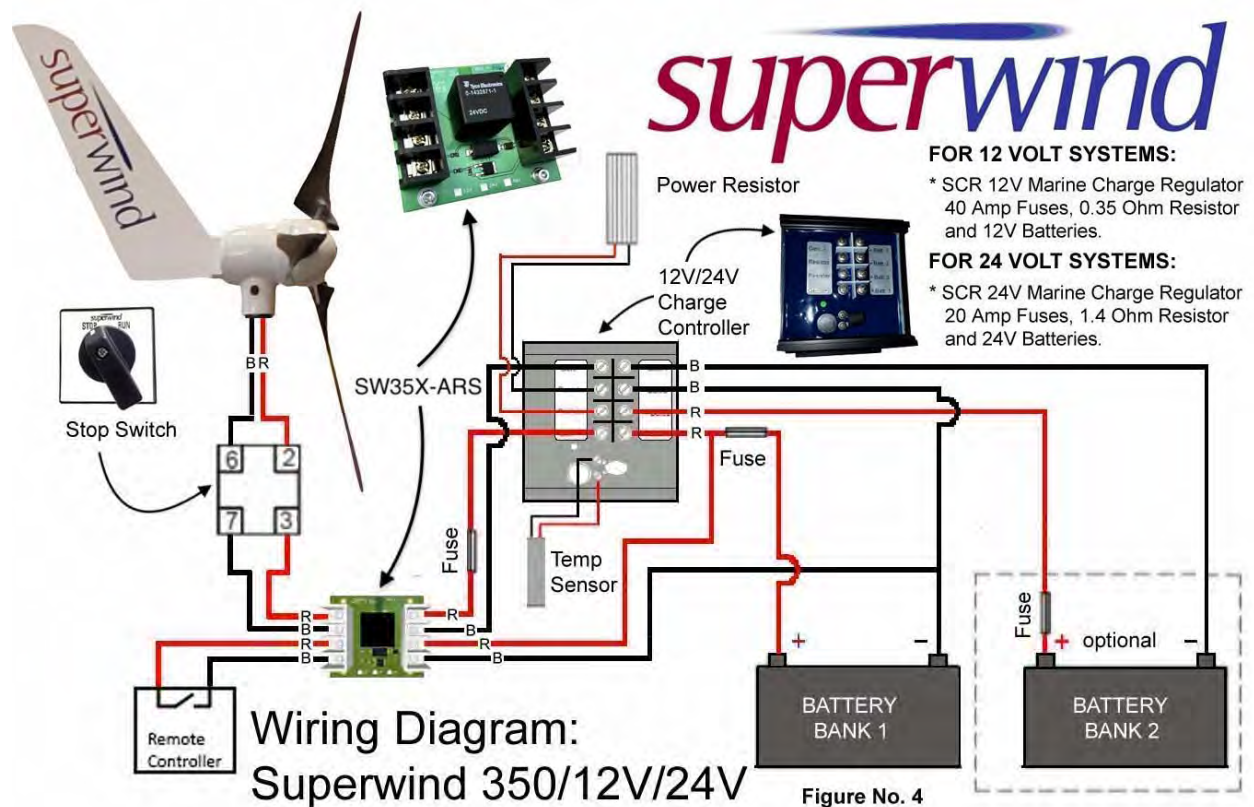 superwind
superwind
FOR 12 VOLT SYSTEMS:
* SCR 12V Marine Charge Regulator
40 Amp Fuses, 0.35 Ohm Resistor
and 12V Batteries.
FOR 24 VOLT SYSTEMS:
* SCR 24V Marine Charge Regulator
20 Amp Fuses, 1.4 Ohm Resistor
and 24V Batteries.
Tyco Electronics
24VDC
Power Resistor
12V/24V
Charge
Controller
superwind
STOP RUN
Stop Switch
B R
SW35X-ARS
6 2
7 3
B
B
R
R
Fuse
Fuse
Temp
Sensor
R
B
R
B
R
B
R
B
Remote
Controller
+ -
BATTERY
BANK 1
Fuse
+ optional -
BATTERY
BANK 2
Wiring Diagram:
Superwind 350/12V/24V
Figure No. 4